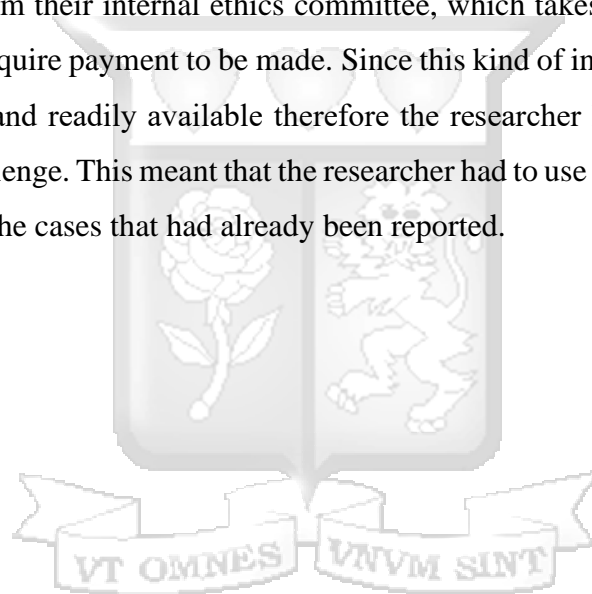 m their internal ethics committee, which takes
quire payment to be made. Since this kind of in
and readily available therefore the researcher
lenge. This meant that the researcher had to use
he cases that had already been reported.
VT OMNES VNVM SINT